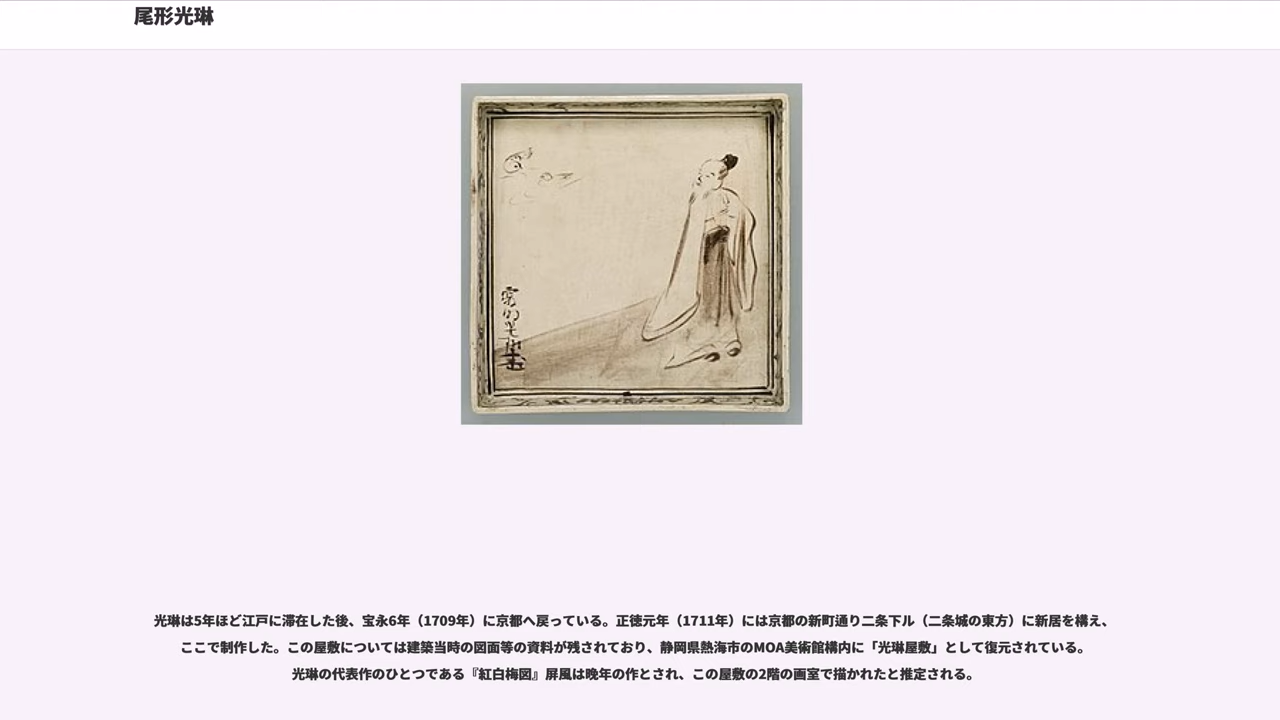 尾形光琳
光琳は5年ほど江戸に滞在した後、宝永6年（1709年）に京都へ戻っている。正徳元年（1711年）には京都の新町通り二条下ル（二条城の東方）に新居を構え、
ここで制作した。この屋敷については建築当時の図面等の資料が残されており、静岡県熱海市のMOA美術館構内に「光琳屋敷」として復元されている。
光琳の代表作のひとつである『紅白梅図』屏風は晩年の作とされ、この屋敷の2階の画室で描かれたと推定される。